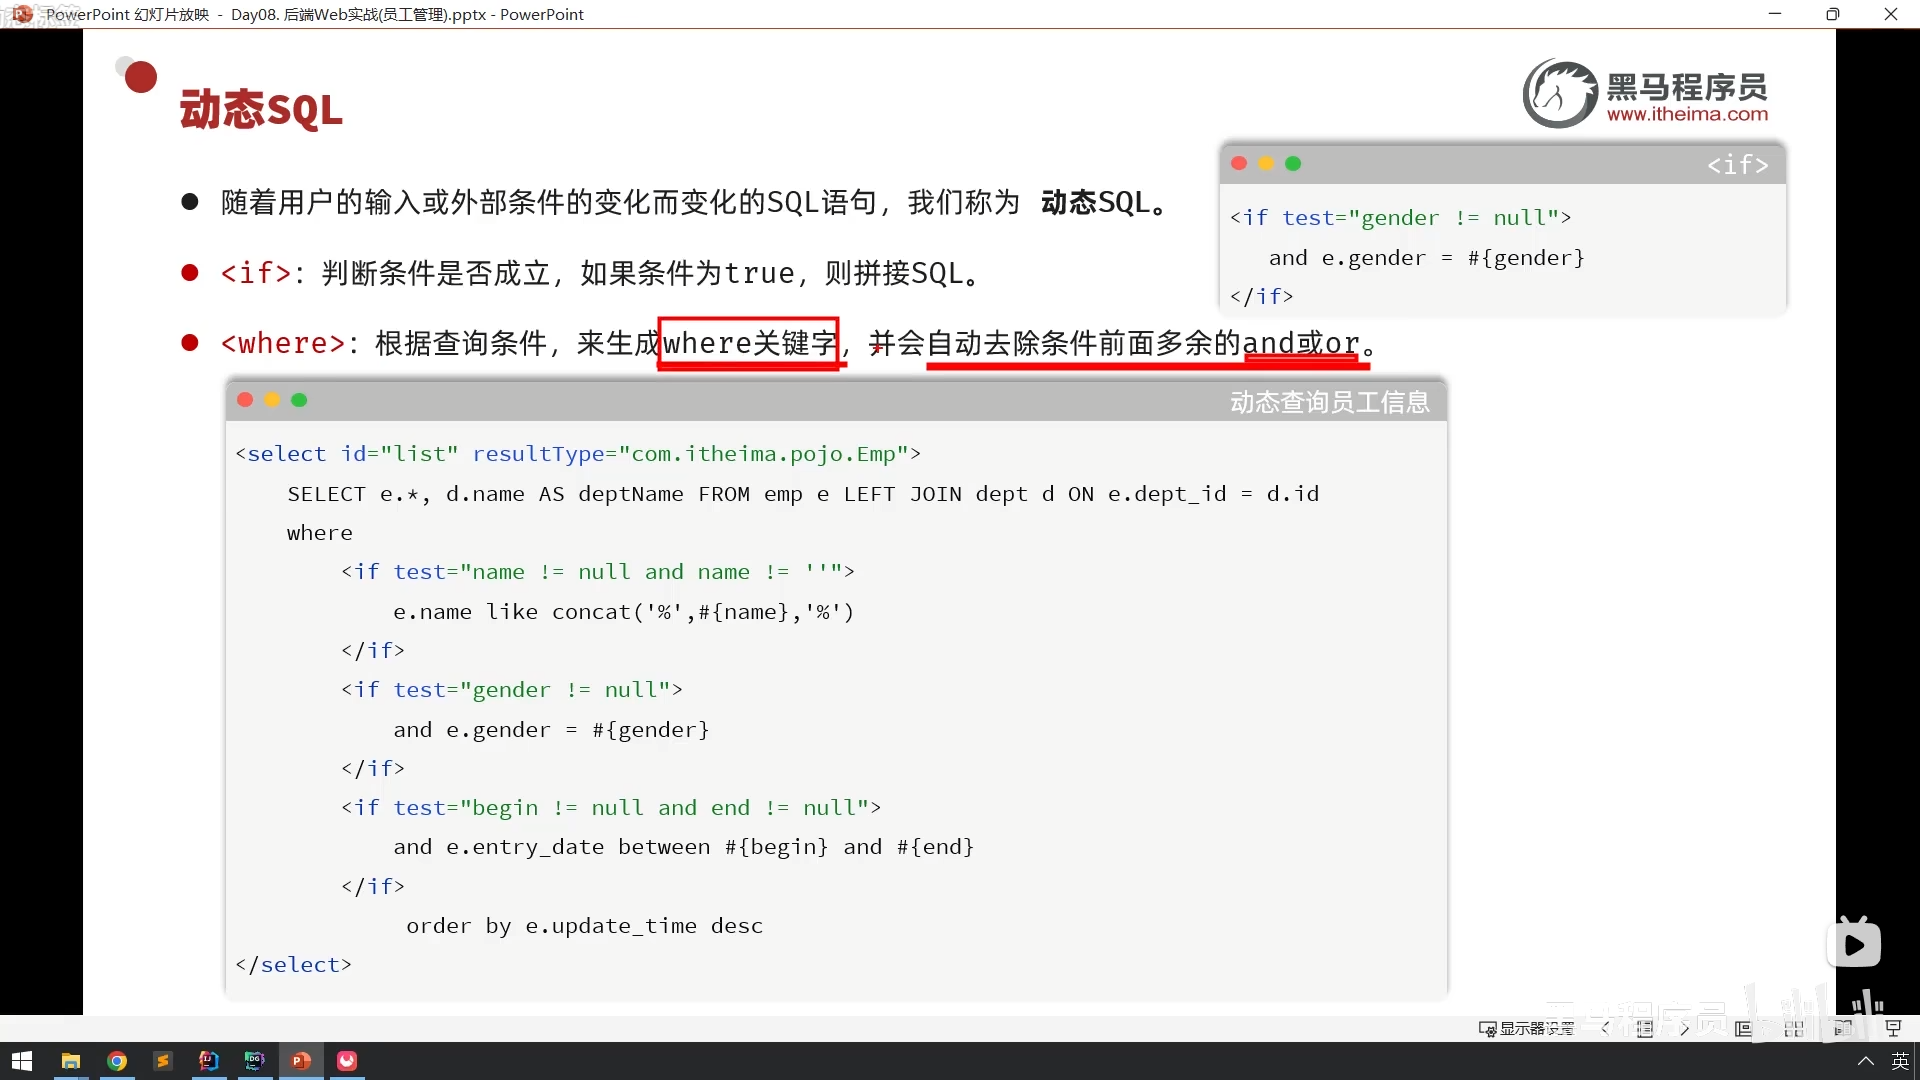 PowerPoint 幻灯片放映 - Day08. 后端Web实战(员工管理).pptx - PowerPoint
动态SQL
黑马程序员
www.itheima.com
随着用户的输入或外部条件的变化而变化的SQL语句，我们称为 动态SQL。
<if>：判断条件是否成立，如果条件为true，则拼接SQL。
<where>：根据查询条件，来生成where关键字，并会自动去除条件前面多余的and或or。
<if>
<if test="gender != null">
and e.gender = #{gender}
</if>
动态查询员工信息
<select id="list" resultType="com.itheima.pojo.Emp">
SELECT e.*, d.name AS deptName FROM emp e LEFT JOIN dept d ON e.dept_id = d.id
where
<if test="name != null and name != ''">
e.name like concat('%',#{name},'%')
</if>
<if test="gender != null">
and e.gender = #{gender}
</if>
<if test="begin != null and end != null">
and e.entry_date between #{begin} and #{end}
</if>
order by e.update_time desc
</select>
黑马程序员
显示器设置
英